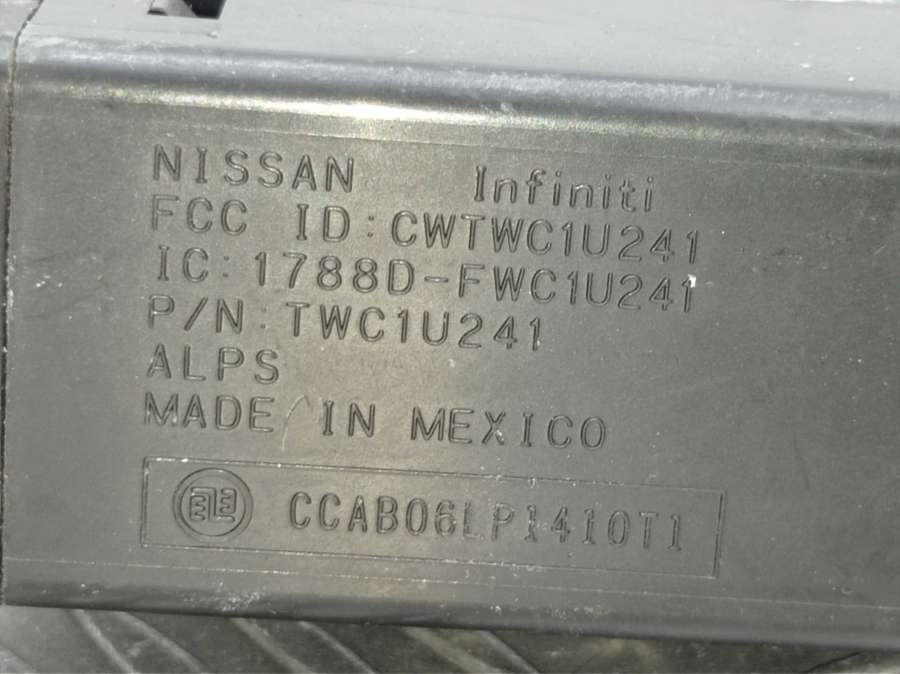 NISSAN Infiniti
FCC ID:CWTWC1U241
IC:1788D-FWC1U241
P/N:TWC1U241
ALPS
MADE IN MEXICO
CCAB06LP1410T1